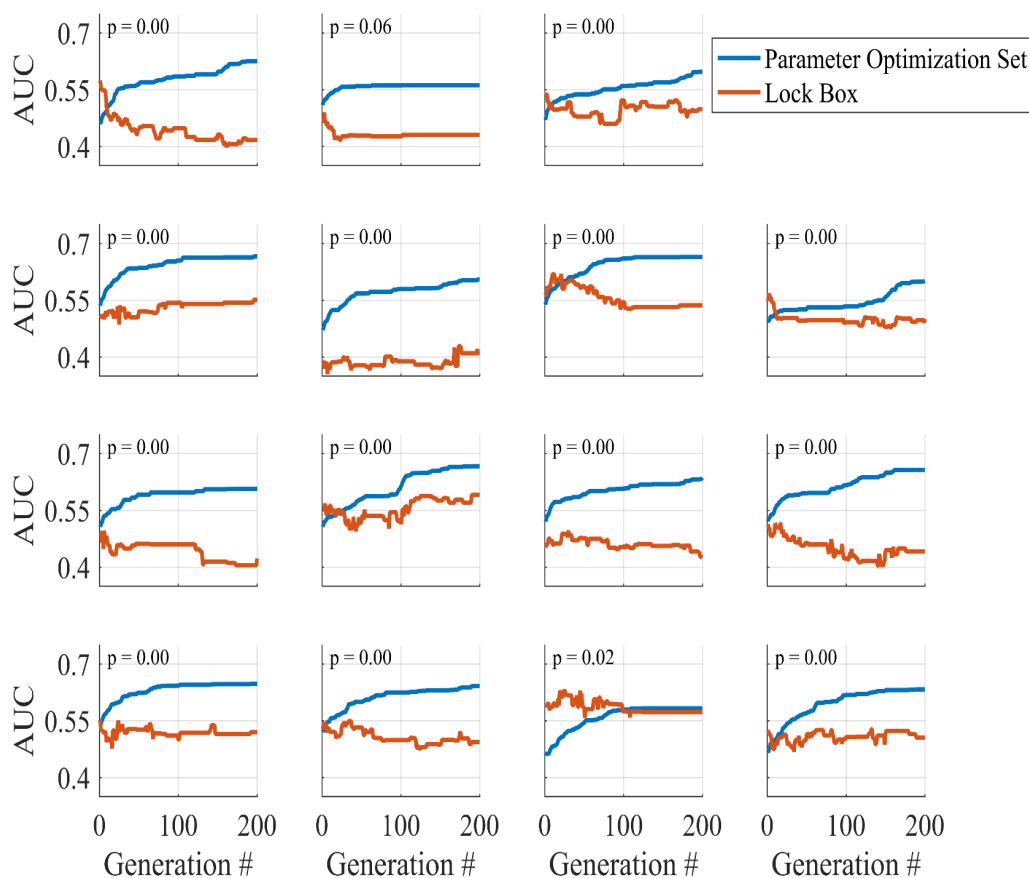 p = 0.00
p = 0.06
p = 0.00
Parameter Optimization Set
Lock Box
AUC
0.7
0.55
0.4
p = 0.00
p = 0.00
p = 0.00
p = 0.00
AUC
0.7
0.55
0.4
p = 0.00
p = 0.00
p = 0.00
p = 0.00
AUC
0.7
0.55
0.4
p = 0.00
p = 0.00
p = 0.02
p = 0.00
AUC
0.7
0.55
0.4
0 100 200
0 100 200
0 100 200
0 100 200
Generation #
Generation #
Generation #
Generation #